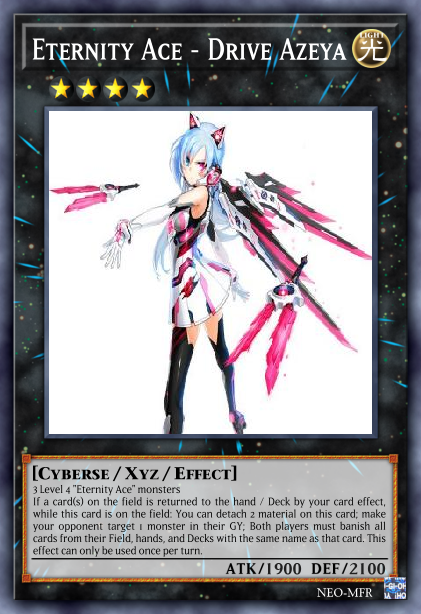 Eternity Ace - Drive Azeya
LIGHT
光
[Cyberse / Xyz / Effect]
3 Level 4 "Eternity Ace" monsters
If a card(s) on the field is returned to the hand / Deck by your card effect,
while this card is on the field: You can detach 2 material on this card; make
your opponent target 1 monster in their GY; Both players must banish all
cards from their Field, hands, and Decks with the same name as that card. This
effect can only be used once per turn.
ATK/1900 DEF/2100
NEO-MFR